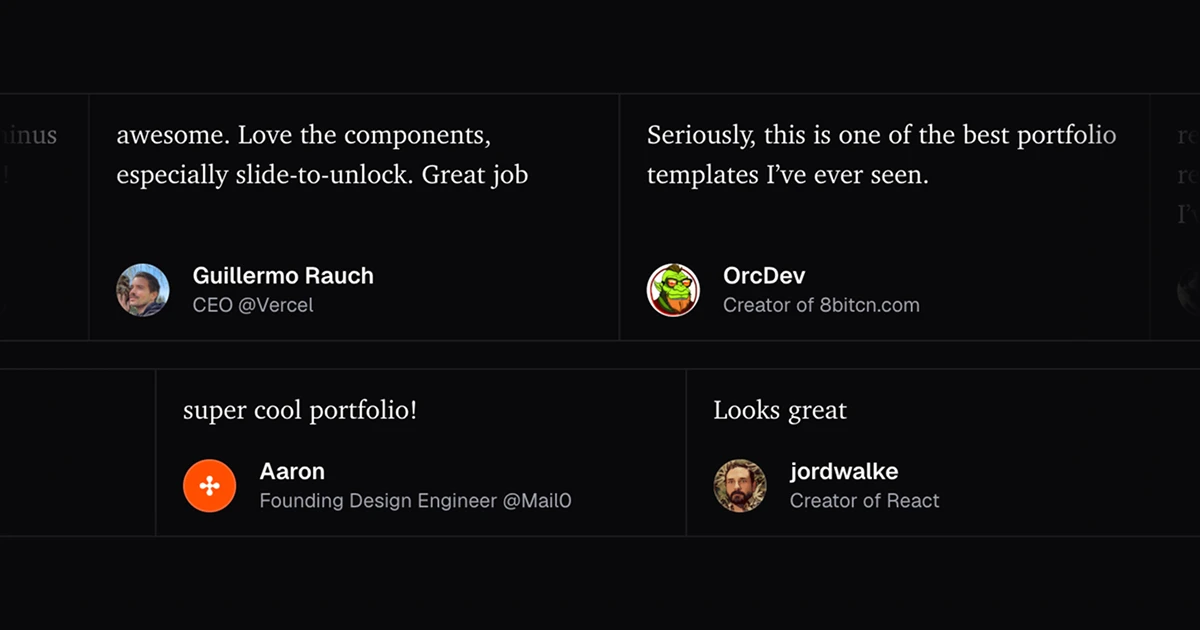 inus
awesome. Love the components,
especially slide-to-unlock. Great job
Guillermo Rauch
CEO @Vercel
Seriously, this is one of the best portfolio
templates I’ve ever seen.
OrcDev
Creator of 8bitcn.com
super cool portfolio!
Aaron
Founding Design Engineer @Mail0
Looks great
jordwalke
Creator of React